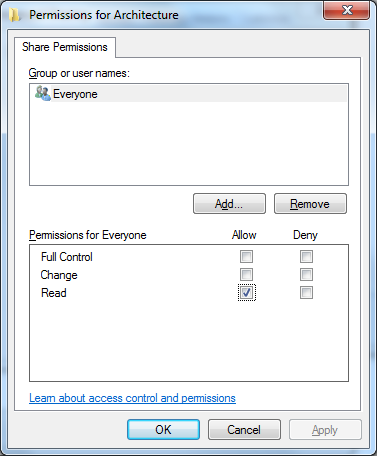 Permissions for Architecture
Share Permissions
Group or user names:
Everyone
Add... Remove
Permissions for Everyone Allow Deny
Full Control
Change
Read
Learn about access control and permissions
OK Cancel Apply